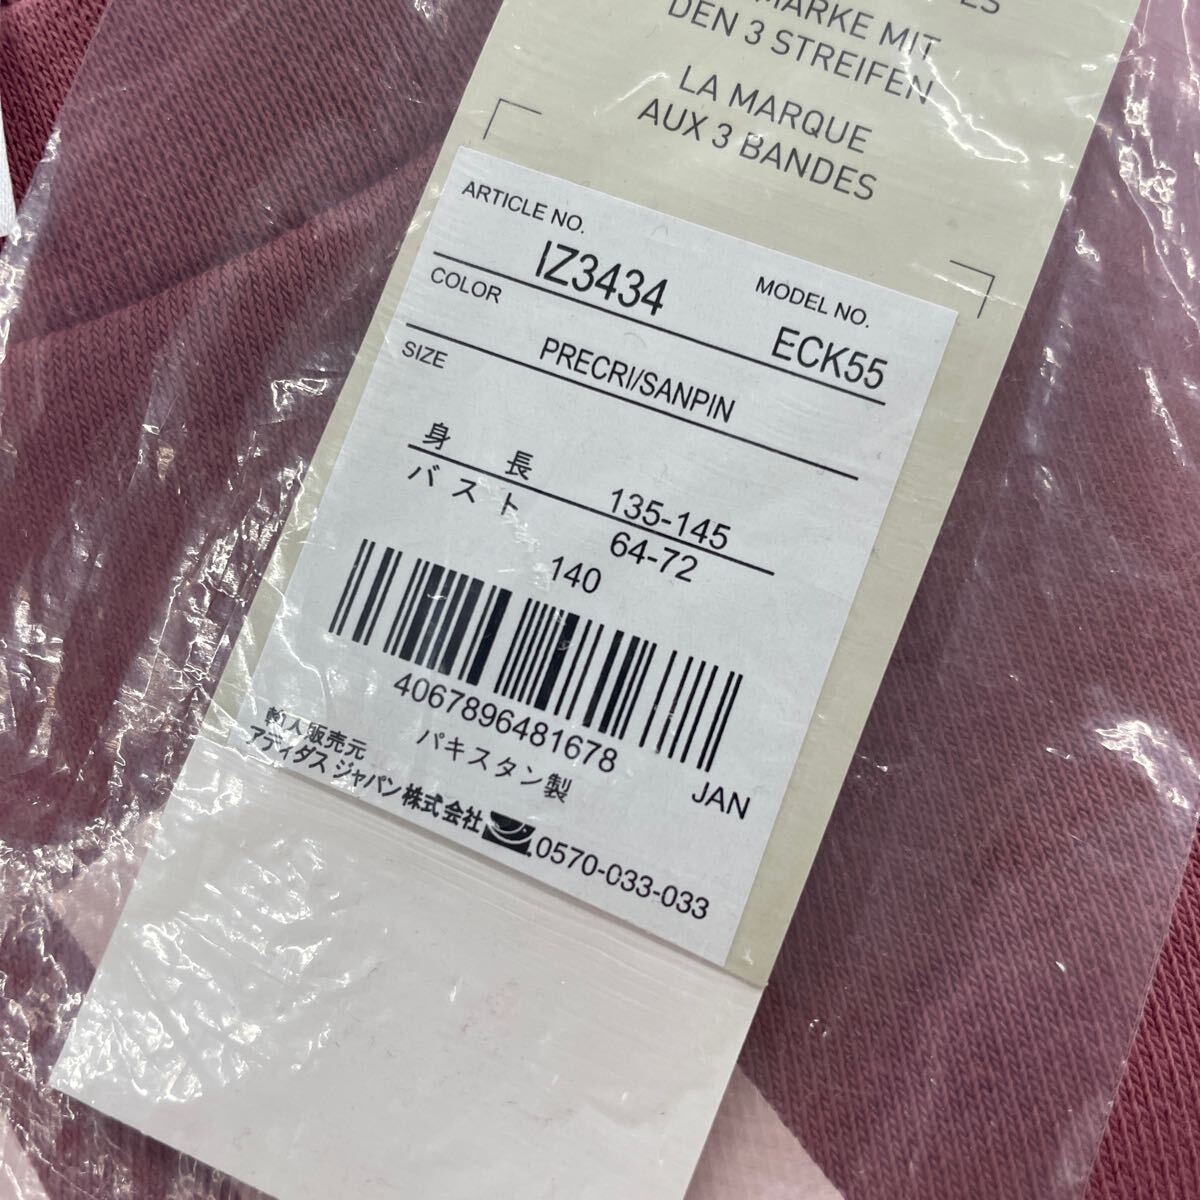 MARKE MIT
DEN 3 STREIFEN
LA MARQUE
AUX 3 BANDES
ARTICLE NO.
IZ3434
MODEL NO.
ECK55
COLOR
PRECRI/SANPIN
SIZE
身長 135-145
バスト 64-72
140
4067896481678
パキスタン製
JAN
輸入販売元
アディダス ジャパン株式会社 0570-033-033